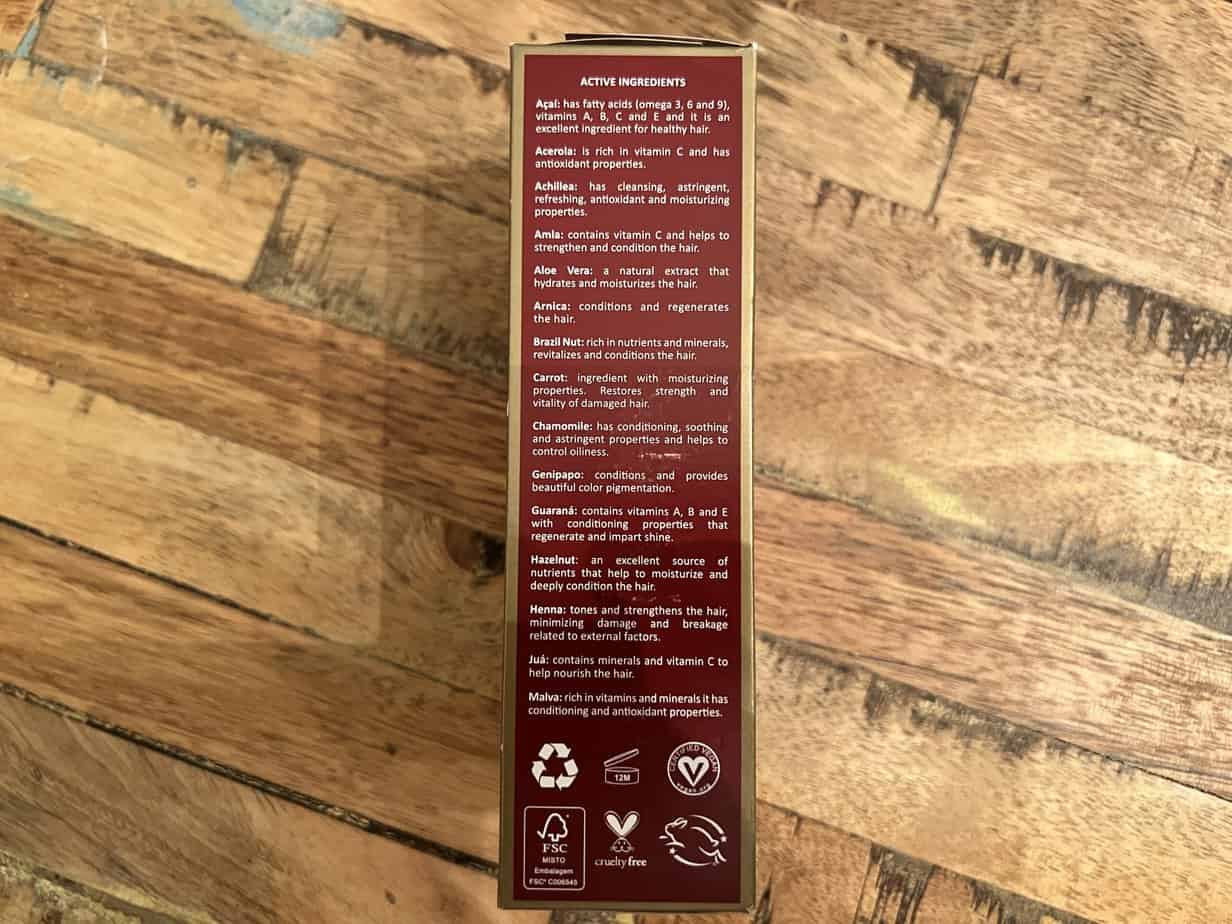 ACTIVE INGREDIENTS
Açaí: has fatty acids (omega 3, 6 and 9),
vitamins A, B, C and E and it is an
excellent ingredient for healthy hair.
Acerola: is rich in vitamin C and has
antioxidant properties.
Achillea: has cleansing, astringent,
refreshing, antioxidant and moisturizing
properties.
Amla: contains vitamin C and helps to
strengthen and condition the hair.
Aloe Vera: a natural extract that
hydrates and moisturizes the hair.
Arnica: conditions and regenerates
the hair.
Brazil Nut: rich in nutrients and minerals,
revitalizes and conditions the hair.
Carrot: ingredient with moisturizing
properties. Restores strength and
vitality of damaged hair.
Chamomile: has conditioning, soothing
and astringent properties and helps to
control oiliness.
Genipapo: conditions and provides
beautiful color pigmentation.
Guaraná: contains vitamins A, B and E
with conditioning properties that
regenerate and impart shine.
Hazelnut: an excellent source of
nutrients that help to moisturize and
deeply condition the hair.
Henna: tones and strengthens the hair,
minimizing damage and breakage
related to external factors.
Juá: contains minerals and vitamin C to
help nourish the hair.
Malva: rich in vitamins and minerals it has
conditioning and antioxidant properties.
12M
CERTIFIED VEGAN
vegan.org
FSC
MISTO
Embalagem
FSC® C006545
cruelty free